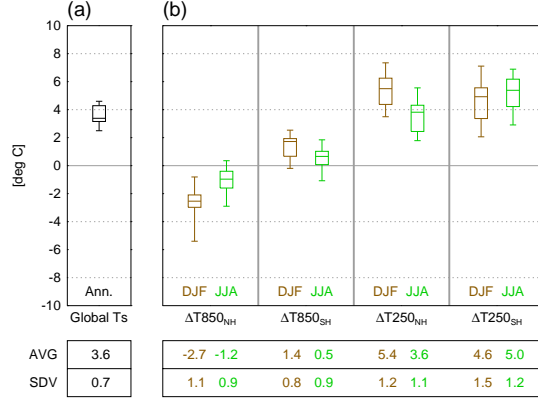 (a) (b)
10
8
6
4
2
0
-2
-4
-6
-8
-10
[deg C]
Ann. DJF JJA DJF JJA DJF JJA DJF JJA
Global Ts ΔT850NH ΔT850SH ΔT250NH ΔT250SH
AVG 3.6 -2.7 -1.2 1.4 0.5 5.4 3.6 4.6 5.0
SDV 0.7 1.1 0.9 0.8 0.9 1.2 1.1 1.5 1.2